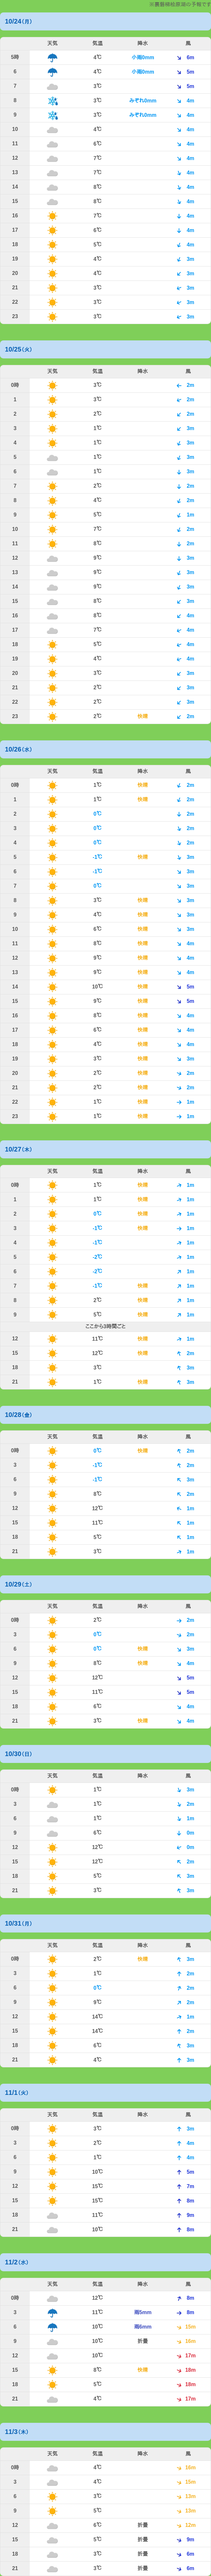 ※裏磐梯桧原湖の予報です
10/24(月)
天気 気温 降水 風
5時 4℃ 小雨0mm 6m
6 4℃ 小雨0mm 5m
7 3℃ 5m
8 3℃ みぞれ0mm 4m
9 3℃ みぞれ0mm 4m
10 4℃ 4m
11 6℃ 4m
12 7℃ 4m
13 7℃ 4m
14 8℃ 4m
15 8℃ 4m
16 7℃ 4m
17 6℃ 4m
18 5℃ 4m
19 4℃ 3m
20 4℃ 3m
21 3℃ 3m
22 3℃ 3m
23 3℃ 3m
10/25(火)
天気 気温 降水 風
0時 3℃ 2m
1 3℃ 2m
2 2℃ 2m
3 1℃ 3m
4 1℃ 3m
5 1℃ 3m
6 1℃ 3m
7 2℃ 2m
8 4℃ 2m
9 5℃ 1m
10 7℃ 2m
11 8℃ 2m
12 9℃ 3m
13 9℃ 3m
14 9℃ 3m
15 8℃ 3m
16 8℃ 4m
17 7℃ 4m
18 5℃ 4m
19 4℃ 4m
20 3℃ 3m
21 2℃ 3m
22 2℃ 3m
23 2℃ 快晴 2m
10/26(水)
天気 気温 降水 風
0時 1℃ 快晴 2m
1 1℃ 快晴 2m
2 0℃ 2m
3 0℃ 2m
4 0℃ 2m
5 -1℃ 快晴 3m
6 -1℃ 3m
7 0℃ 3m
8 3℃ 快晴 3m
9 4℃ 快晴 3m
10 6℃ 快晴 3m
11 8℃ 快晴 4m
12 9℃ 快晴 4m
13 9℃ 快晴 4m
14 10℃ 快晴 5m
15 9℃ 快晴 5m
16 8℃ 快晴 4m
17 6℃ 快晴 4m
18 4℃ 快晴 4m
19 3℃ 快晴 3m
20 2℃ 快晴 2m
21 2℃ 快晴 2m
22 1℃ 快晴 1m
23 1℃ 快晴 1m
10/27(木)
天気 気温 降水 風
0時 1℃ 快晴 1m
1 1℃ 快晴 1m
2 0℃ 快晴 1m
3 -1℃ 快晴 1m
4 -1℃ 1m
5 -2℃ 1m
6 -2℃ 1m
7 -1℃ 快晴 1m
8 2℃ 快晴 1m
9 5℃ 快晴 1m
ここから3時間ごと
12 11℃ 快晴 1m
15 12℃ 快晴 2m
18 3℃ 3m
21 1℃ 快晴 3m
10/28(金)
天気 気温 降水 風
0時 0℃ 快晴 2m
3 -1℃ 2m
6 -1℃ 3m
9 8℃ 2m
12 12℃ 1m
15 11℃ 1m
18 5℃ 1m
21 3℃ 1m
10/29(土)
天気 気温 降水 風
0時 2℃ 2m
3 0℃ 2m
6 0℃ 快晴 3m
9 8℃ 快晴 4m
12 12℃ 5m
15 11℃ 5m
18 6℃ 4m
21 3℃ 快晴 4m
10/30(日)
天気 気温 降水 風
0時 1℃ 3m
3 1℃ 2m
6 1℃ 1m
9 6℃ 0m
12 12℃ 0m
15 12℃ 2m
18 5℃ 3m
21 3℃ 3m
10/31(月)
天気 気温 降水 風
0時 2℃ 快晴 3m
3 1℃ 2m
6 0℃ 2m
9 9℃ 2m
12 14℃ 1m
15 14℃ 2m
18 6℃ 3m
21 4℃ 3m
11/1(火)
天気 気温 降水 風
0時 3℃ 3m
3 2℃ 4m
6 1℃ 4m
9 10℃ 5m
12 15℃ 7m
15 15℃ 8m
18 11℃ 9m
21 10℃ 8m
11/2(水)
天気 気温 降水 風
0時 12℃ 8m
3 11℃ 雨5mm 8m
6 10℃ 雨6mm 15m
9 10℃ 折畳 16m
12 10℃ 17m
15 8℃ 快晴 18m
18 5℃ 18m
21 4℃ 17m
11/3(木)
天気 気温 降水 風
0時 4℃ 16m
3 4℃ 15m
6 3℃ 13m
9 5℃ 13m
12 6℃ 折畳 12m
15 5℃ 折畳 9m
18 3℃ 折畳 6m
21 3℃ 折畳 6m